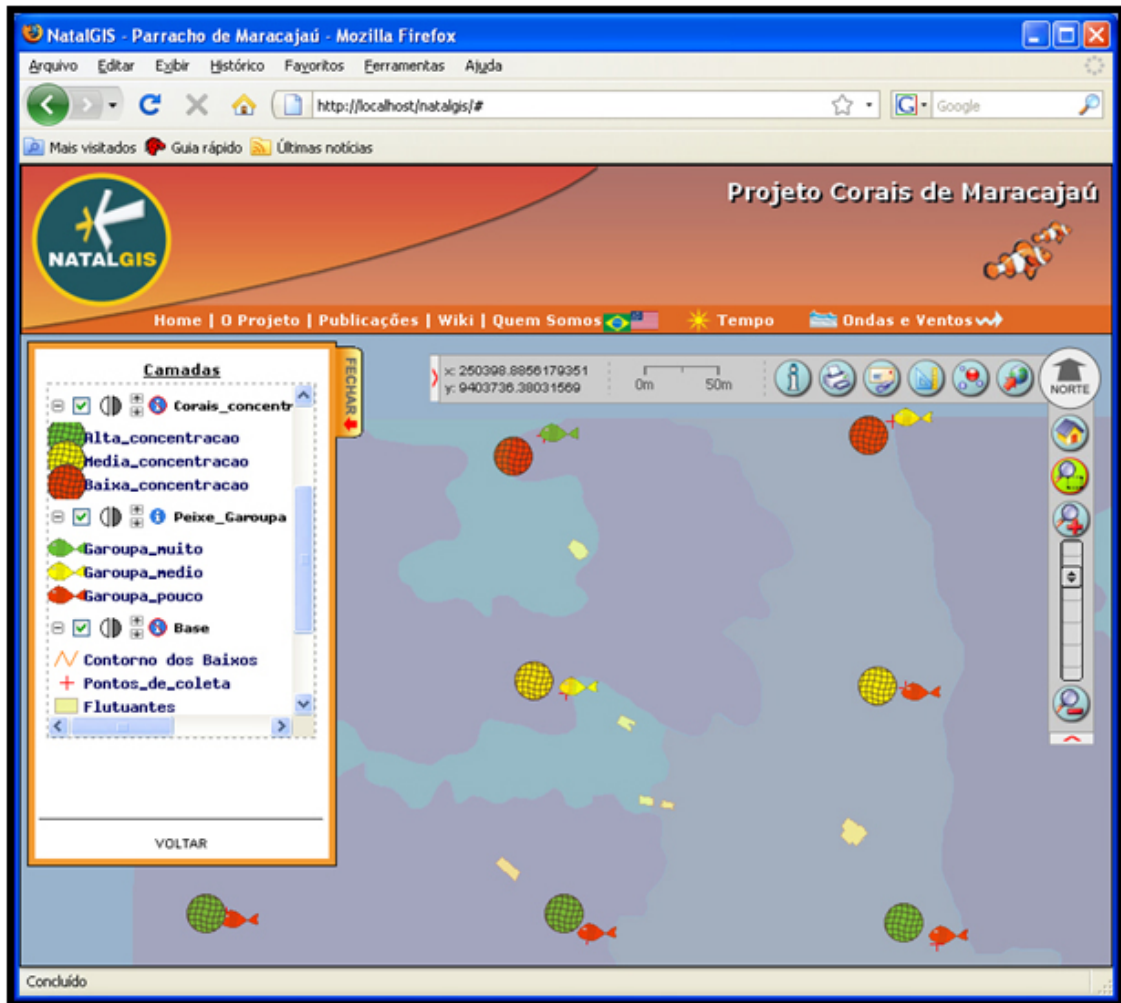 NatalGIS - Parracho de Maracajaú - Mozilla Firefox
Arquivo Editar Exibir Histórico Favoritos Ferramentas Ajuda
http://localhost/natalgis/# G Google
Mais visitados Guia rápido Últimas notícias
Projeto Corais de Maracajaú
NATALGIS
Home | O Projeto | Publicações | Wiki | Quem Somos Tempo Ondas e Ventos
Camadas
FECHAR
x: 250398.8856179351
y: 9403736.38031569
0m 50m
NORTE
Corais_concentr
Alta_concentracao
Media_concentracao
Baixa_concentracao
Peixe_Garoupa
Garoupa_muito
Garoupa_medio
Garoupa_pouco
Base
Contorno dos Baixos
Pontos_de_coleta
Flutuantes
VOLTAR
Concluído